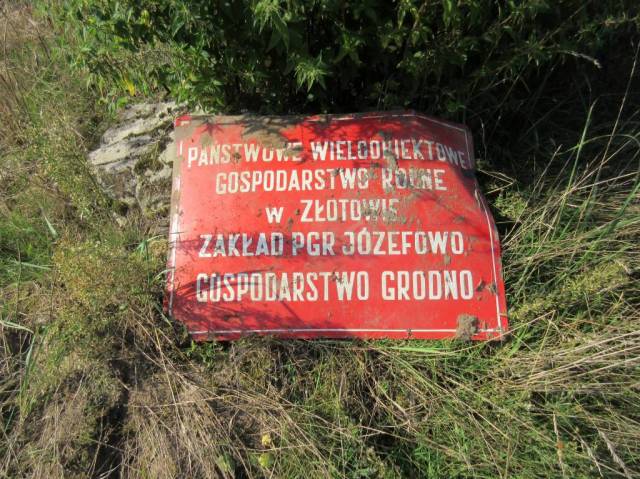 PAŃSTWOWE WIELOOBIEKTOWE
GOSPODARSTWO ROLNE
w ZŁOTOWIE
ZAKŁAD PGR JÓZEFOWO
GOSPODARSTWO GRODNO